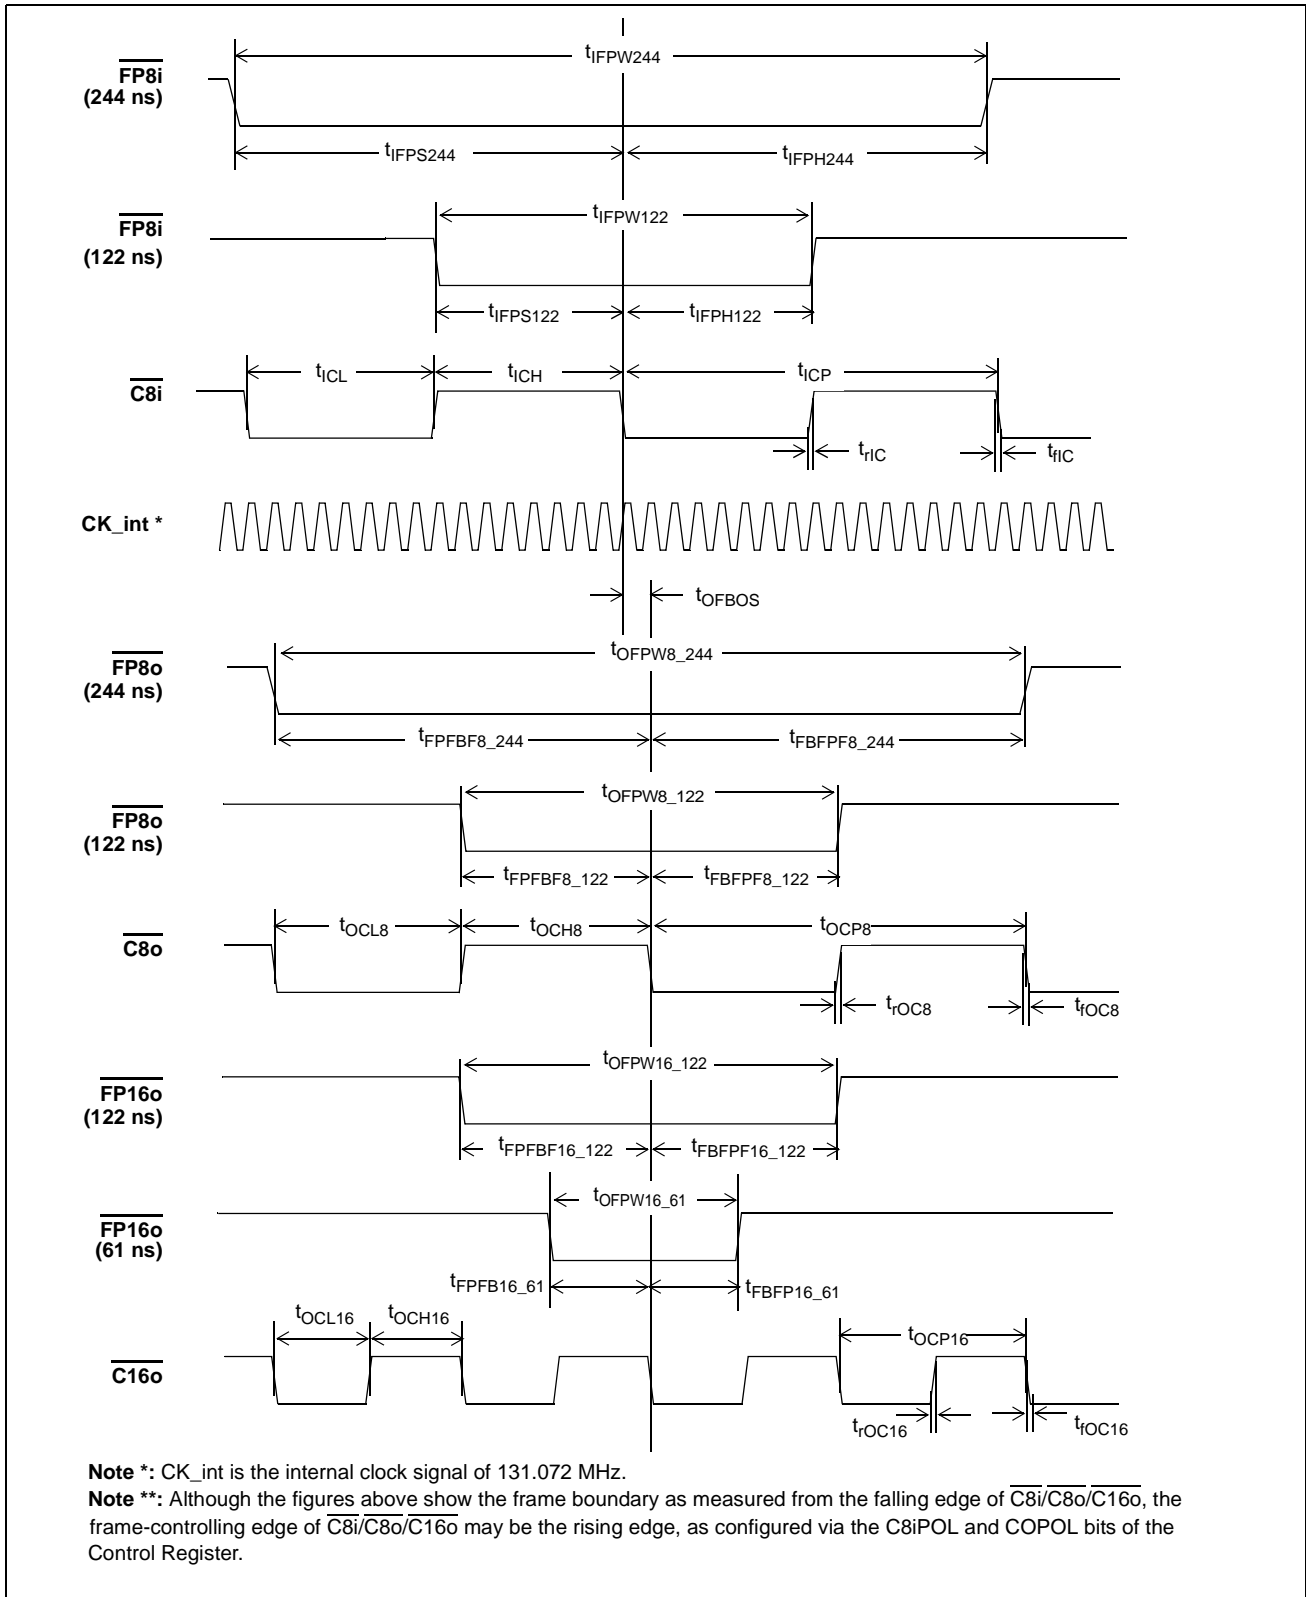 tIFPW244
FP8i
(244 ns)
tIFPS244
tIFPH244
tIFPW122
FP8i
(122 ns)
tIFPS122
tIFPH122
tICL
tICH
tICP
C8i
trIC
tfIC
CK_int *
tOFBOS
tOFPW8_244
FP8o
(244 ns)
tFPFBF8_244
tFBFPF8_244
tOFPW8_122
FP8o
(122 ns)
tFPFBF8_122
tFBFPF8_122
tOCL8
tOCH8
tOCP8
C8o
trOC8
tfOC8
tOFPW16_122
FP16o
(122 ns)
tFPFBF16_122
tFBFPF16_122
tOFPW16_61
FP16o
(61 ns)
tFPFB16_61
tFBFP16_61
tOCL16
tOCH16
tOCP16
C16o
trOC16
tfOC16
Note *: CK_int is the internal clock signal of 131.072 MHz.
Note **: Although the figures above show the frame boundary as measured from the falling edge of C8i/C8o/C16o, the
frame-controlling edge of C8i/C8o/C16o may be the rising edge, as configured via the C8iPOL and COPOL bits of the
Control Register.